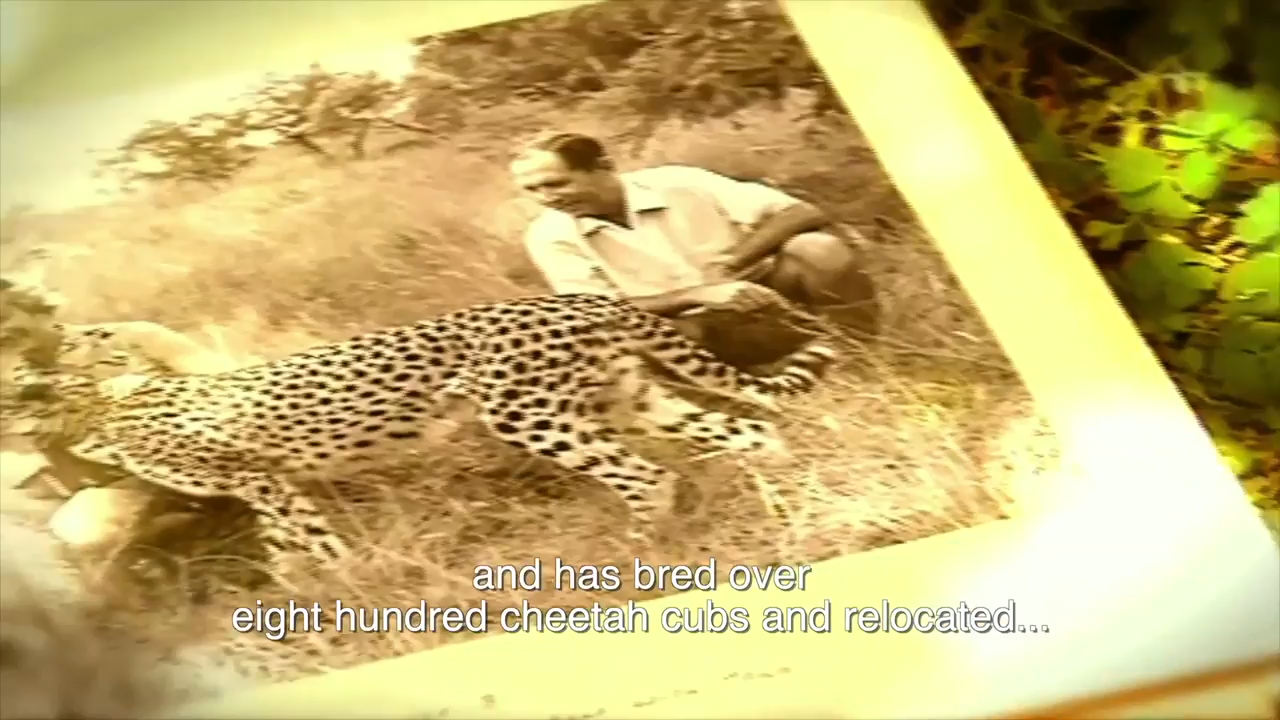 and has bred over
eight hundred cheetah cubs and relocated...